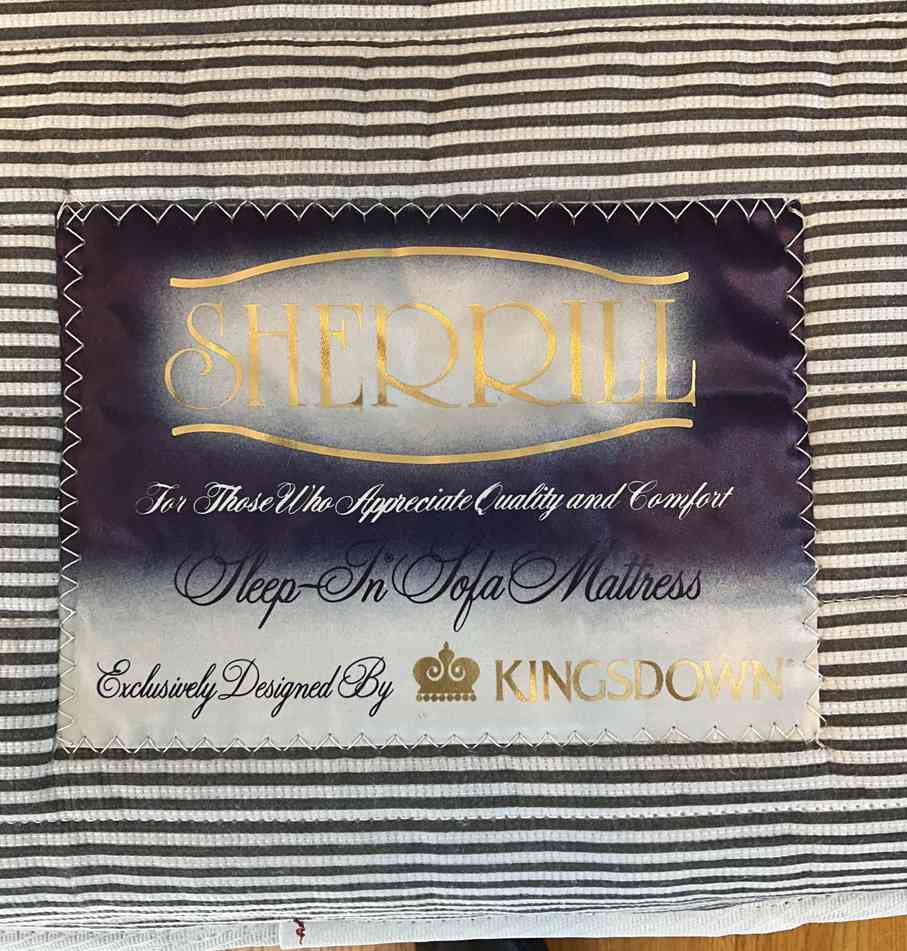 SHERRILL
For Those Who Appreciate Quality and Comfort
Sleep-In® Sofa Mattress
Exclusively Designed By KINGSDOWN®